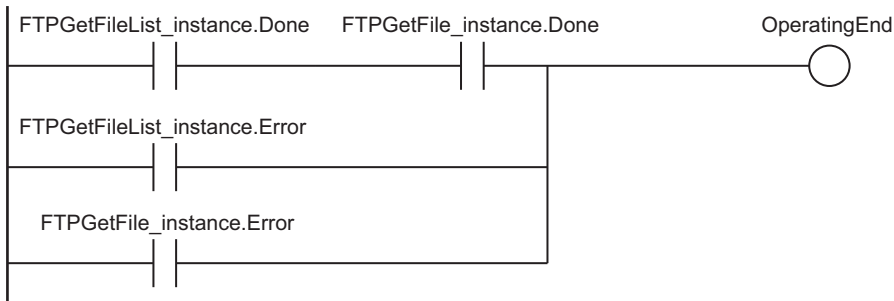 FTPGetFileList_instance.Done FTPGetFile_instance.Done OperatingEnd
FTPGetFileList_instance.Error
FTPGetFile_instance.Error